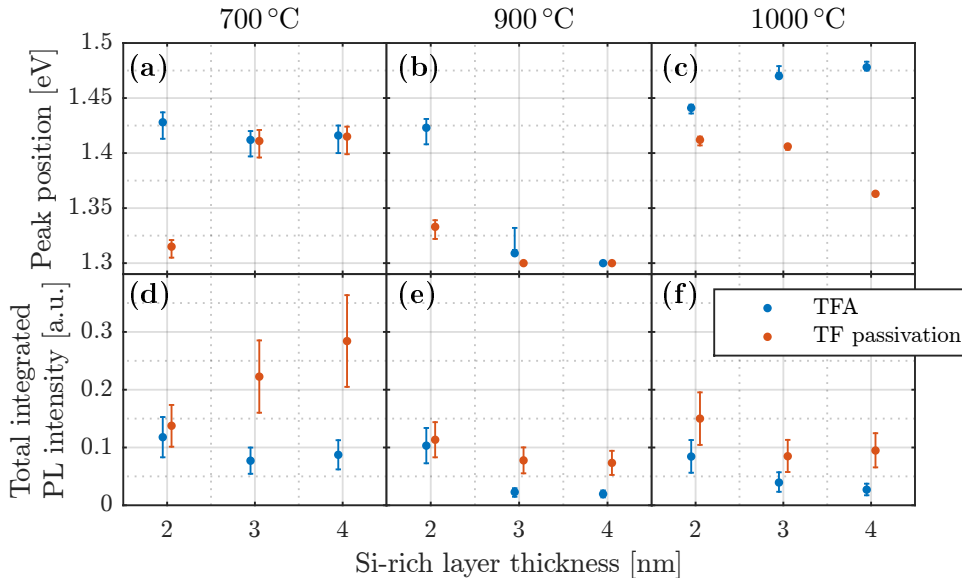 700 °C 900 °C 1000 °C
Peak position [eV]
1.5
1.45
1.4
1.35
1.3
(a) (b) (c)
Total integrated
PL intensity [a.u.]
0.3
0.2
0.1
0
(d) (e) (f)
TFA
TF passivation
2 3 4 2 3 4 2 3 4
Si-rich layer thickness [nm]